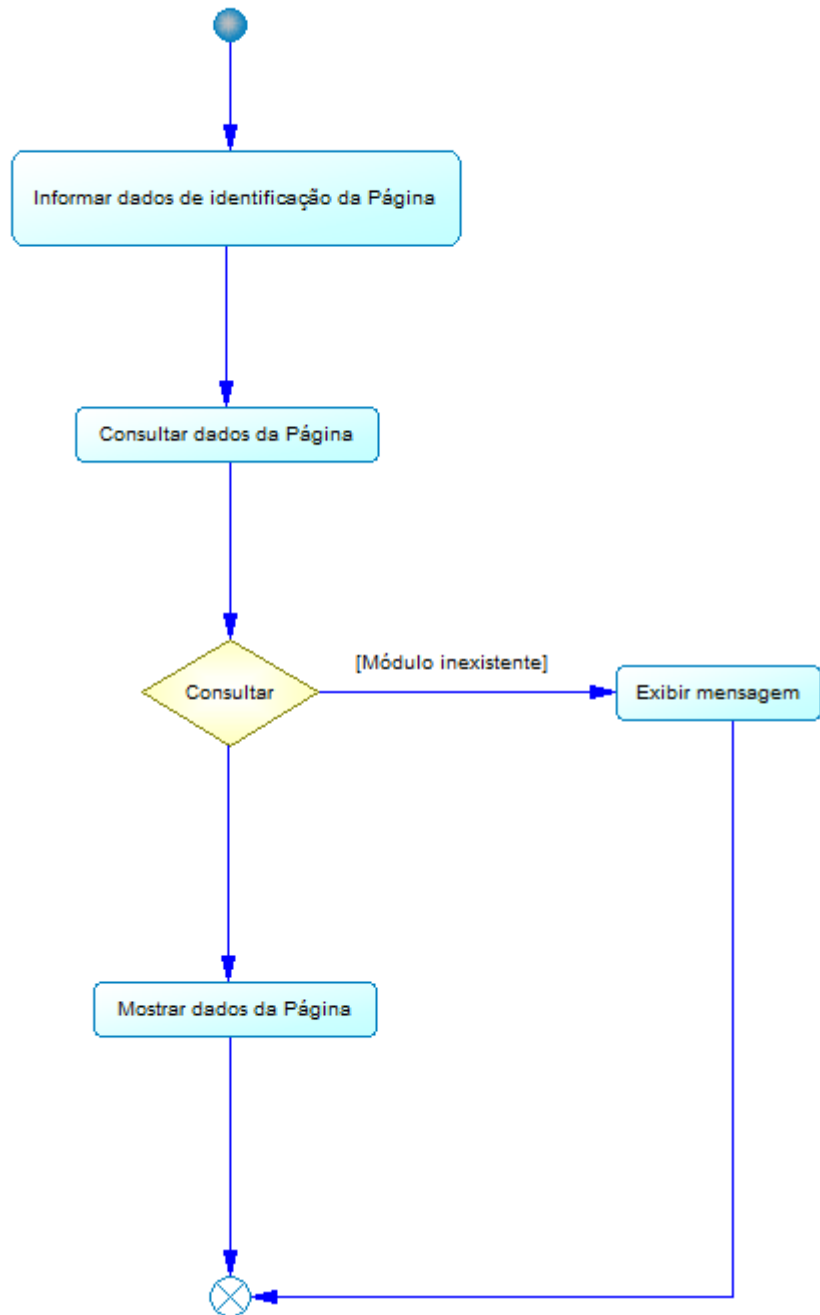 Informar dados de identificação da Página
Consultar dados da Página
Consultar
[Módulo inexistente]
Exibir mensagem
Mostrar dados da Página